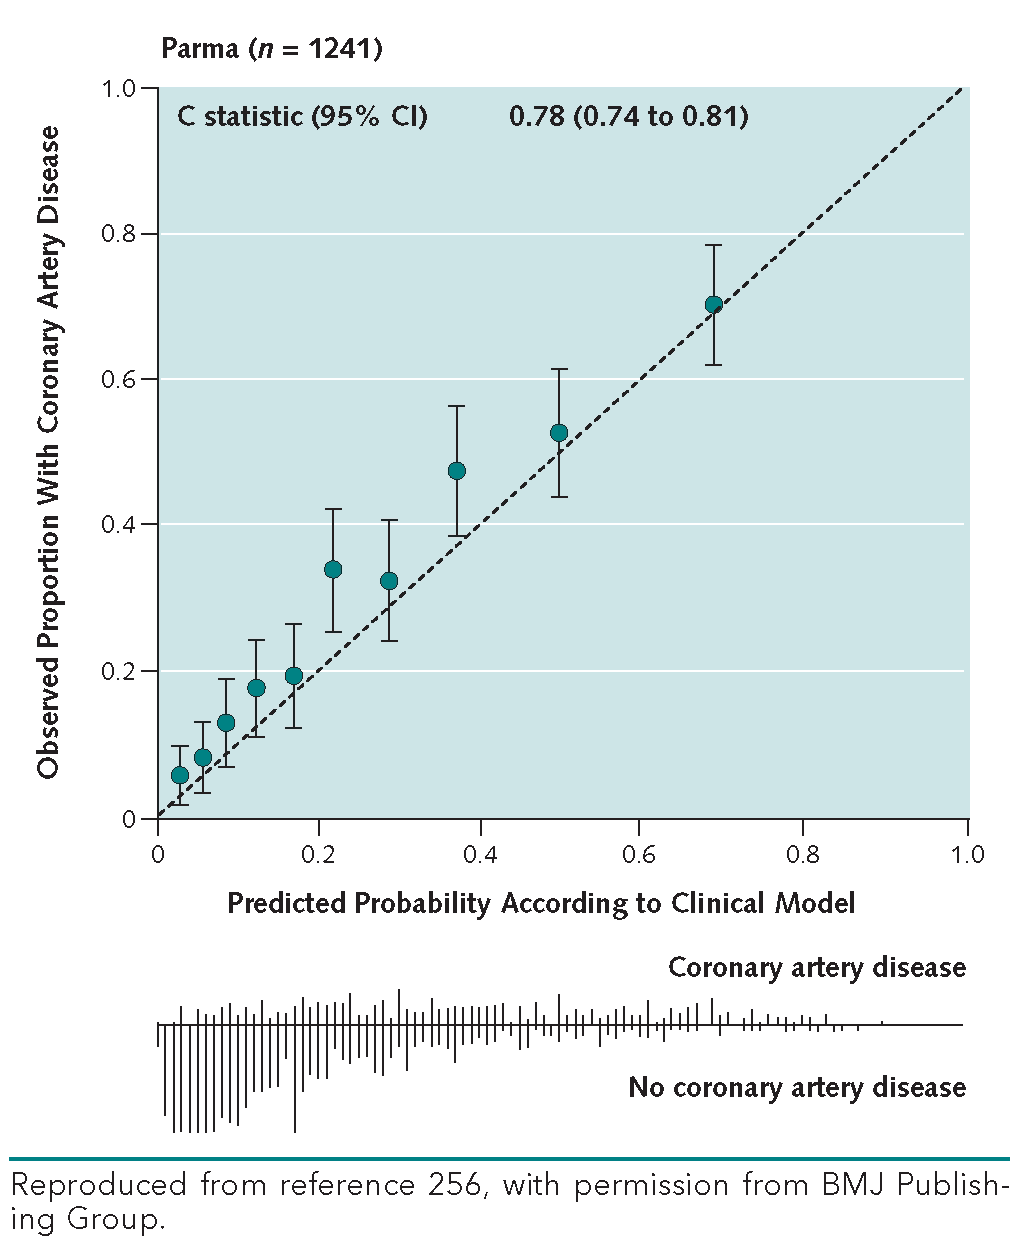 Parma (n = 1241)
1.0
C statistic (95% CI) 0.78 (0.74 to 0.81)
0.8
0.6
0.4
0.2
0
Observed Proportion With Coronary Artery Disease
0 0.2 0.4 0.6 0.8 1.0
Predicted Probability According to Clinical Model
Coronary artery disease
No coronary artery disease
Reproduced from reference 256, with permission from BMJ Publish-
ing Group.